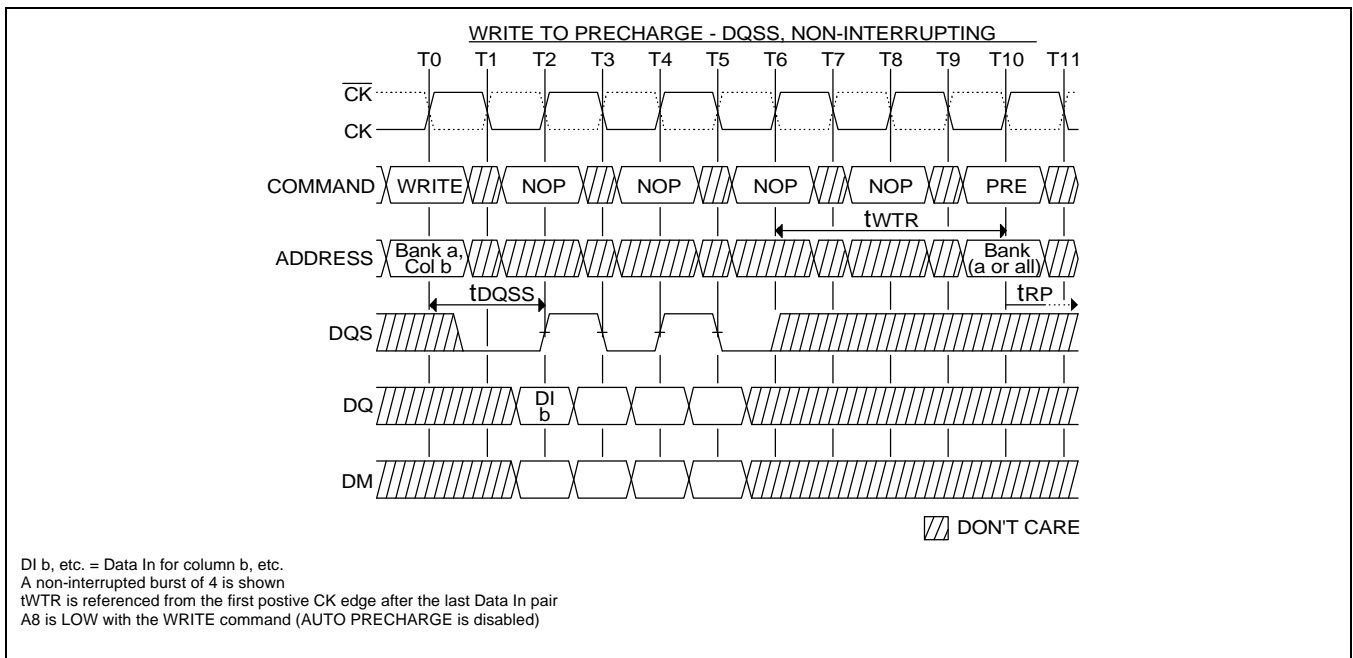 WRITE TO PRECHARGE - DQSS, NON-INTERRUPTING
T0 T1 T2 T3 T4 T5 T6 T7 T8 T9 T10 T11
CK
CK
COMMAND WRITE NOP NOP NOP NOP PRE
tWTR
ADDRESS Bank a, Col b Bank (a or all)
tDQSS tRP
DQS
DQ DI b
DM
DON'T CARE
DI b, etc. = Data In for column b, etc.
A non-interrupted burst of 4 is shown
tWTR is referenced from the first postive CK edge after the last Data In pair
A8 is LOW with the WRITE command (AUTO PRECHARGE is disabled)